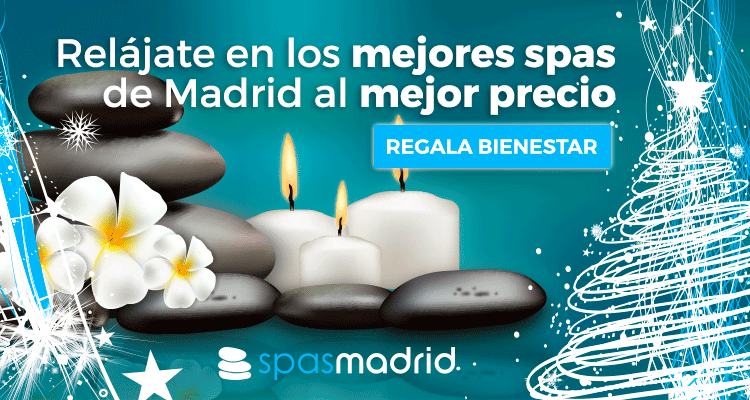 Relájate en los mejores spas
de Madrid al mejor precio
REGALA BIENESTAR
spasmadrid